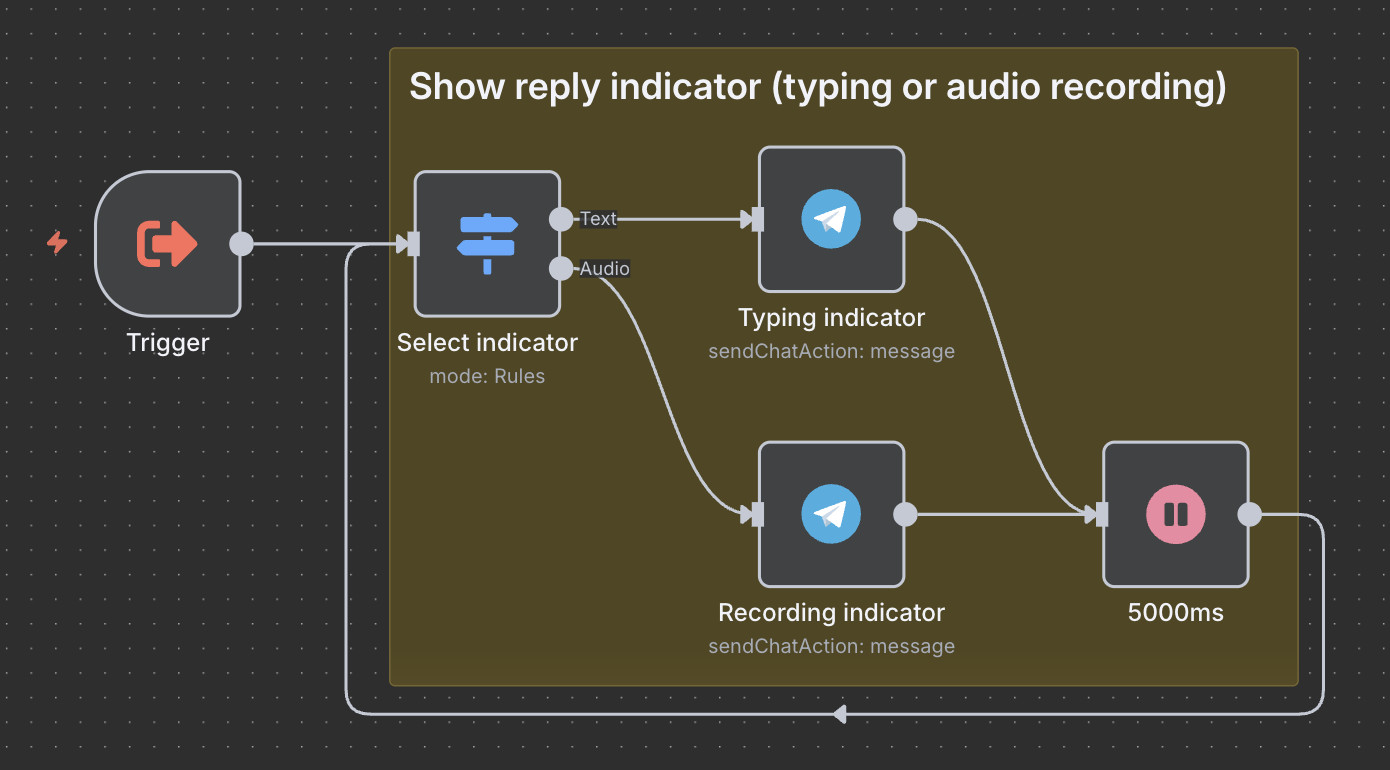 Show reply indicator (typing or audio recording)
Text
Audio
Trigger
Select indicator
mode: Rules
Typing indicator
sendChatAction: message
Recording indicator
sendChatAction: message
5000ms